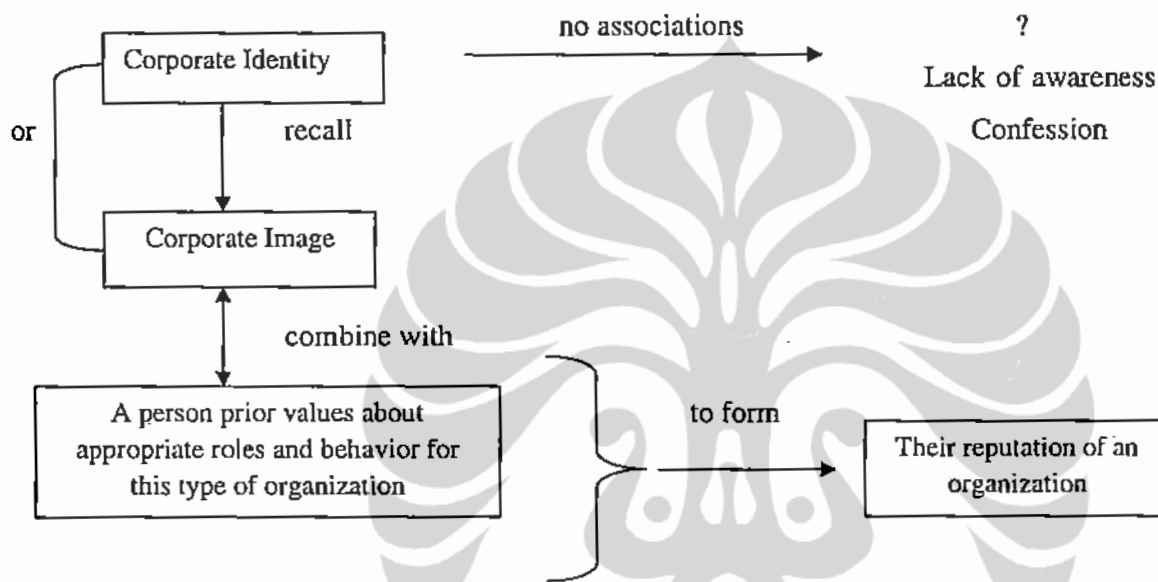 no associations
?
Corporate Identity
Lack of awareness
or
recall
Confession
Corporate Image
combine with
A person prior values about
appropriate roles and behavior for
this type of organization
to form
Their reputation of an
organization